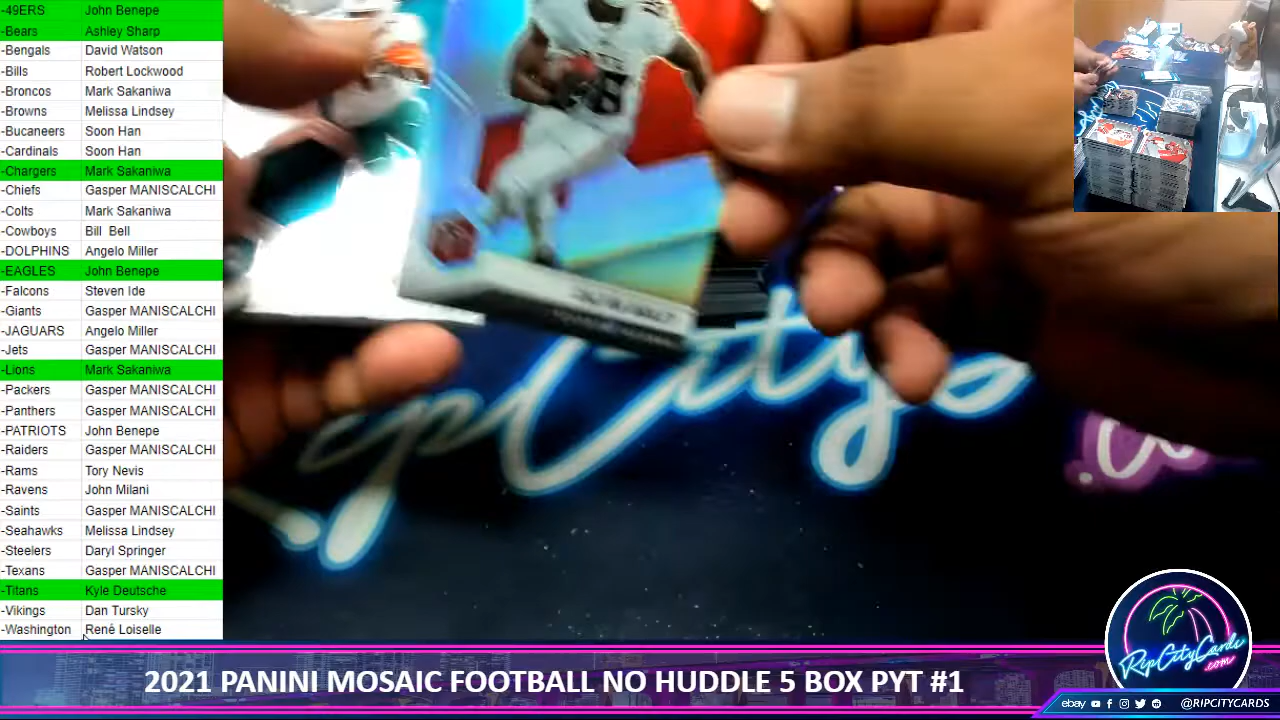 -49ERS John Benepe
-Bears Ashley Sharp
-Bengals David Watson
-Bills Robert Lockwood
-Broncos Mark Sakaniwa
-Browns Melissa Lindsey
-Bucaneers Soon Han
-Cardinals Soon Han
-Chargers Mark Sakaniwa
-Chiefs Gasper MANISCALCHI
-Colts Mark Sakaniwa
-Cowboys Bill Bell
-DOLPHINS Angelo Miller
-EAGLES John Benepe
-Falcons Steven Ide
-Giants Gasper MANISCALCHI
-JAGUARS Angelo Miller
-Jets Gasper MANISCALCHI
-Lions Mark Sakaniwa
-Packers Gasper MANISCALCHI
-Panthers Gasper MANISCALCHI
-PATRIOTS John Benepe
-Raiders Gasper MANISCALCHI
-Rams Tory Nevis
-Ravens John Milani
-Saints Gasper MANISCALCHI
-Seahawks Melissa Lindsey
-Steelers Daryl Springer
-Texans Gasper MANISCALCHI
-Titans Kyle Deutsche
-Vikings Dan Tursky
-Washington René Loiselle
City
RipCityCards
.com
2021 PANINI MOSAIC FOOTBALL NO HUDDLE 5 BOX PYT #1
ebay @RIPCITYCARDS